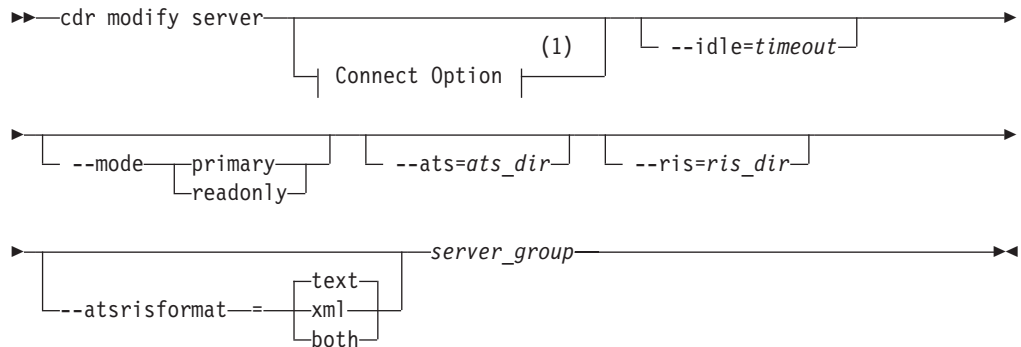 cdr modify server
(1)
Connect Option
--idle=timeout
--mode primary
readonly
--ats=ats_dir
--ris=ris_dir
server_group
--atsrisformat = text
xml
both